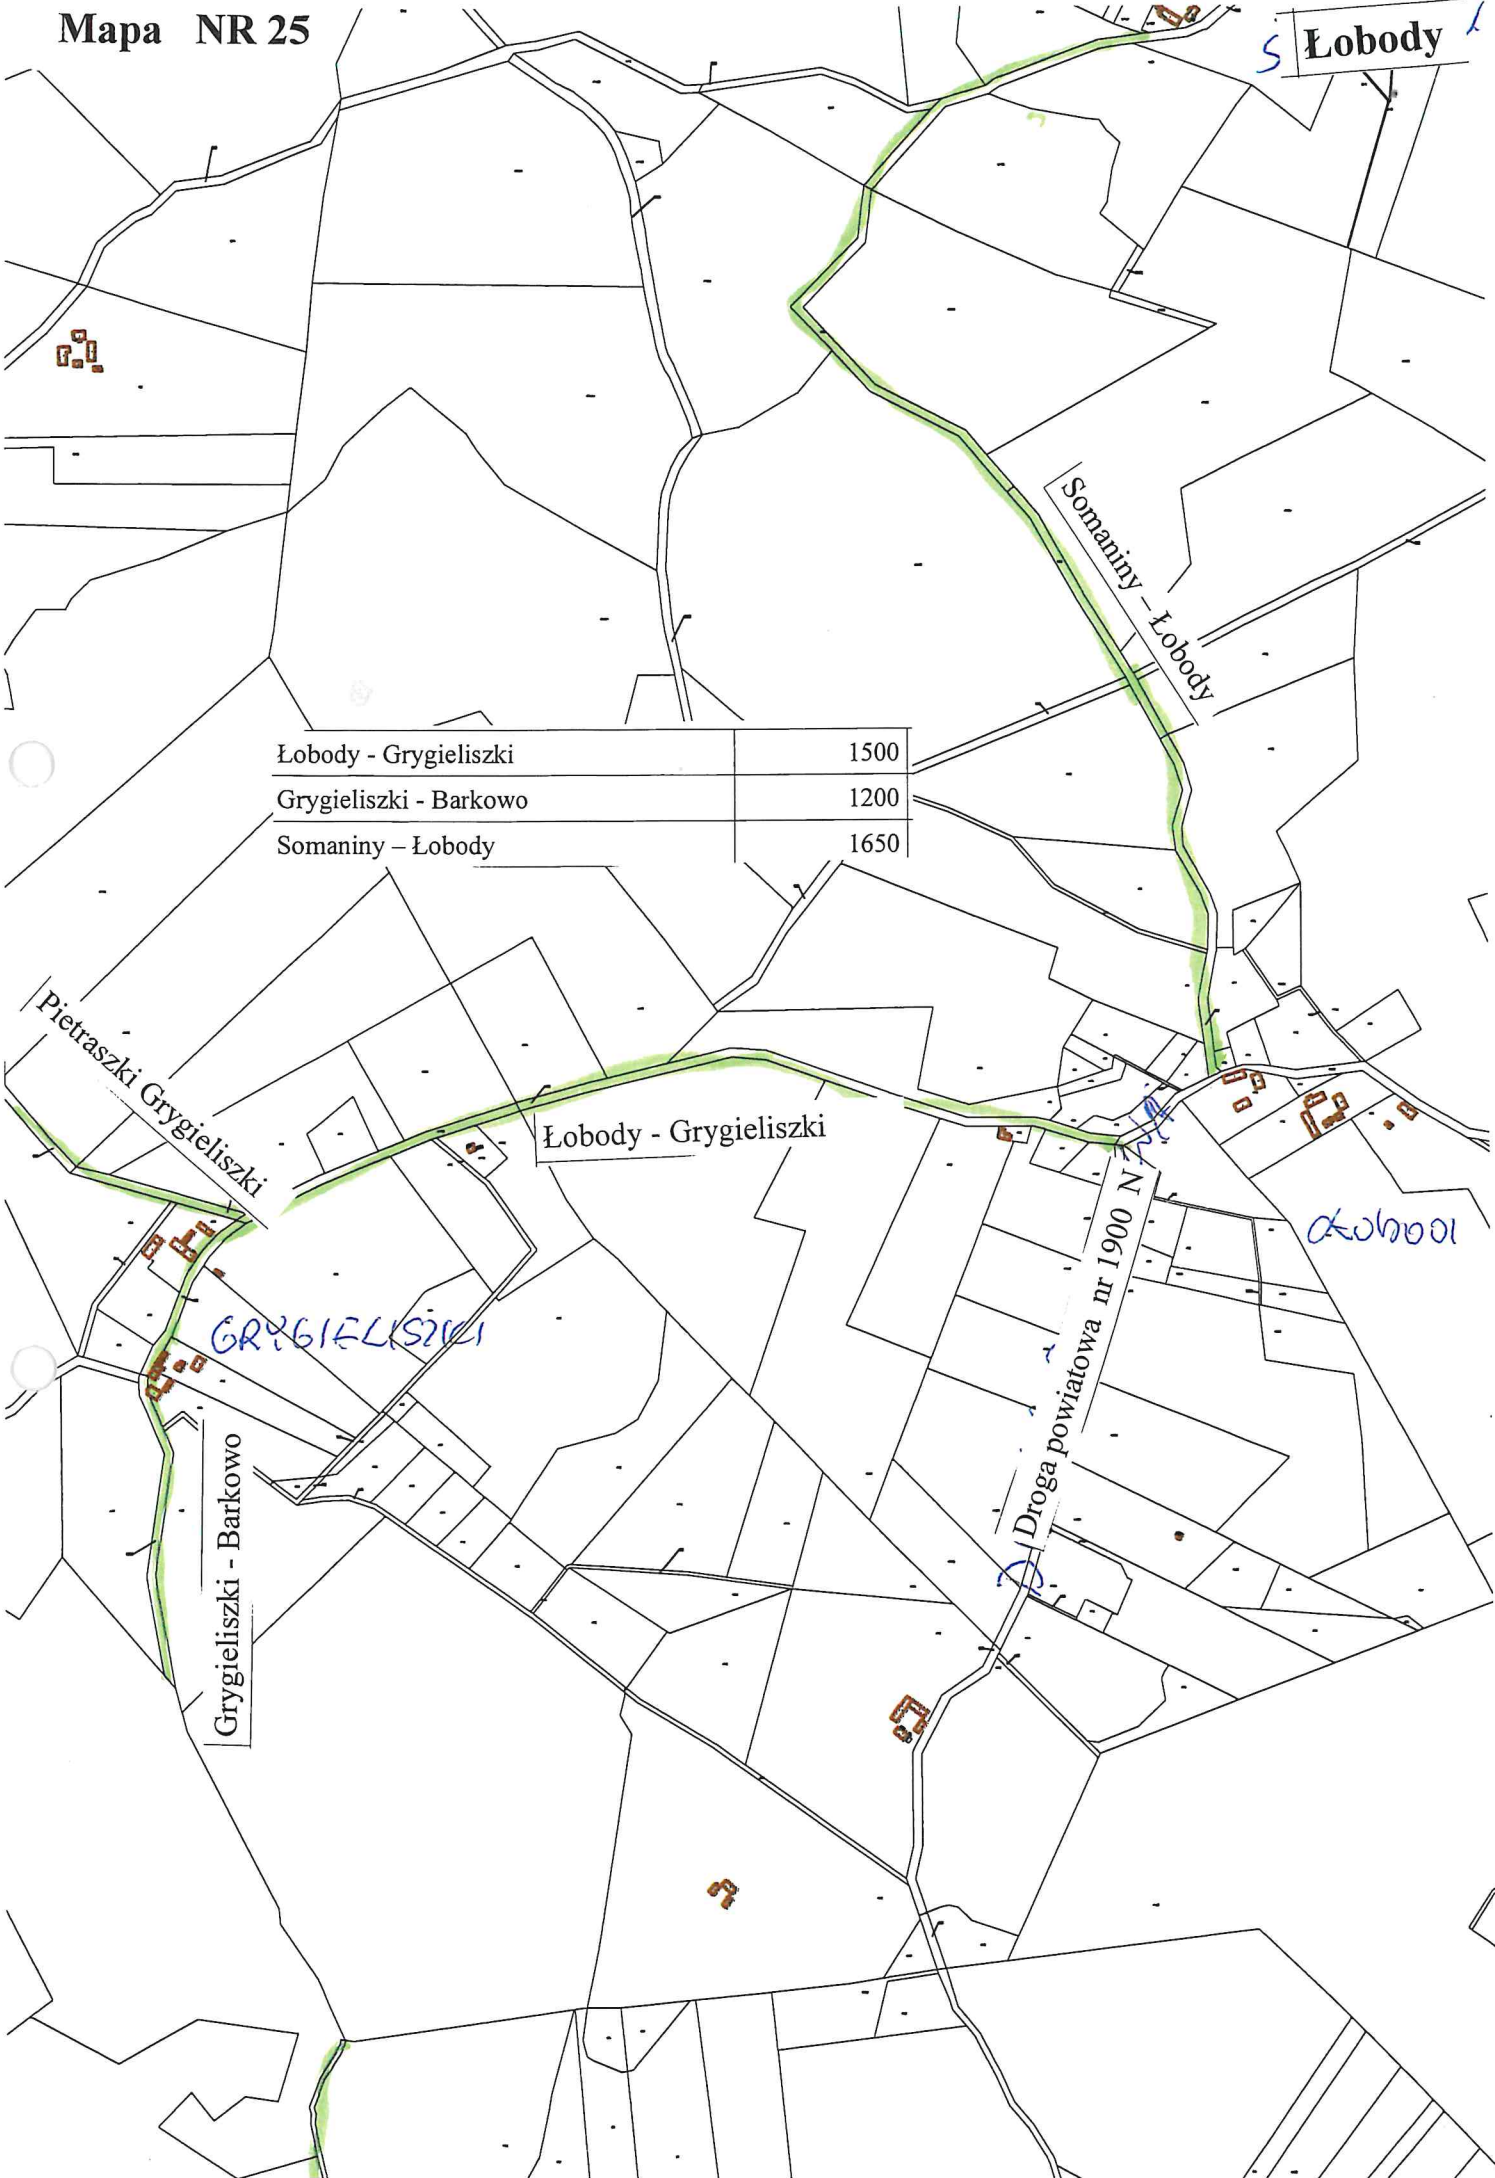 Mapa NR 25
Łobody
Somaniny – Łobody
Łobody - Grygieliszki 1500
Grygieliszki - Barkowo 1200
Somaniny – Łobody 1650
Pietraszki Grygieliszki
Łobody - Grygieliszki
Droga powiatowa nr 1900 N
GRYGIELISZKI
Grygieliszki - Barkowo